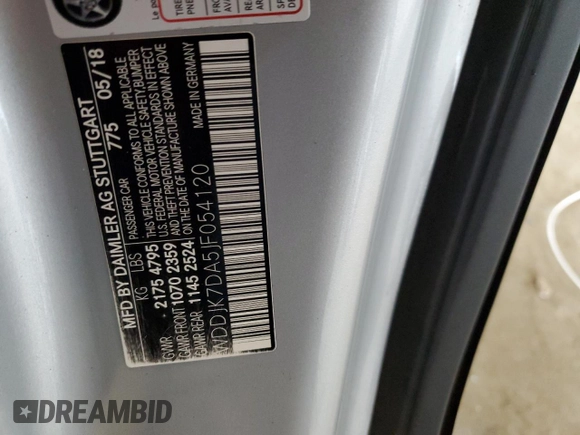 MFD BY DAIMLER AG STUTTGART
775 05/18
PASSENGER CAR
KG LBS
GVWR 2175 4795
GAWR FRONT 1070 2359
GAWR REAR 1145 2524
THIS VEHICLE CONFORMS TO ALL APPLICABLE
U.S. FEDERAL MOTOR VEHICLE SAFETY,BUMPER
AND THEFT PREVENTION STANDARDS IN EFFECT
ON THE DATE OF MANUFACTURE SHOWN ABOVE
MADE IN GERMANY
WDDJK7DA5JF054120
TIRE
DREAMBID